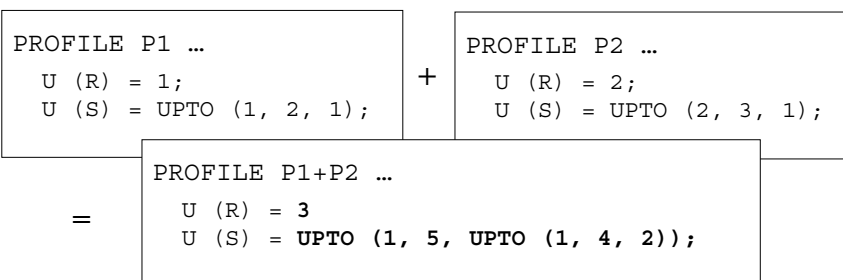 PROFILE P1 …
U (R) = 1;
U (S) = UPTO (1, 2, 1);
+
PROFILE P2 …
U (R) = 2;
U (S) = UPTO (2, 3, 1);
=
PROFILE P1+P2 …
U (R) = 3
U (S) = UPTO (1, 5, UPTO (1, 4, 2));